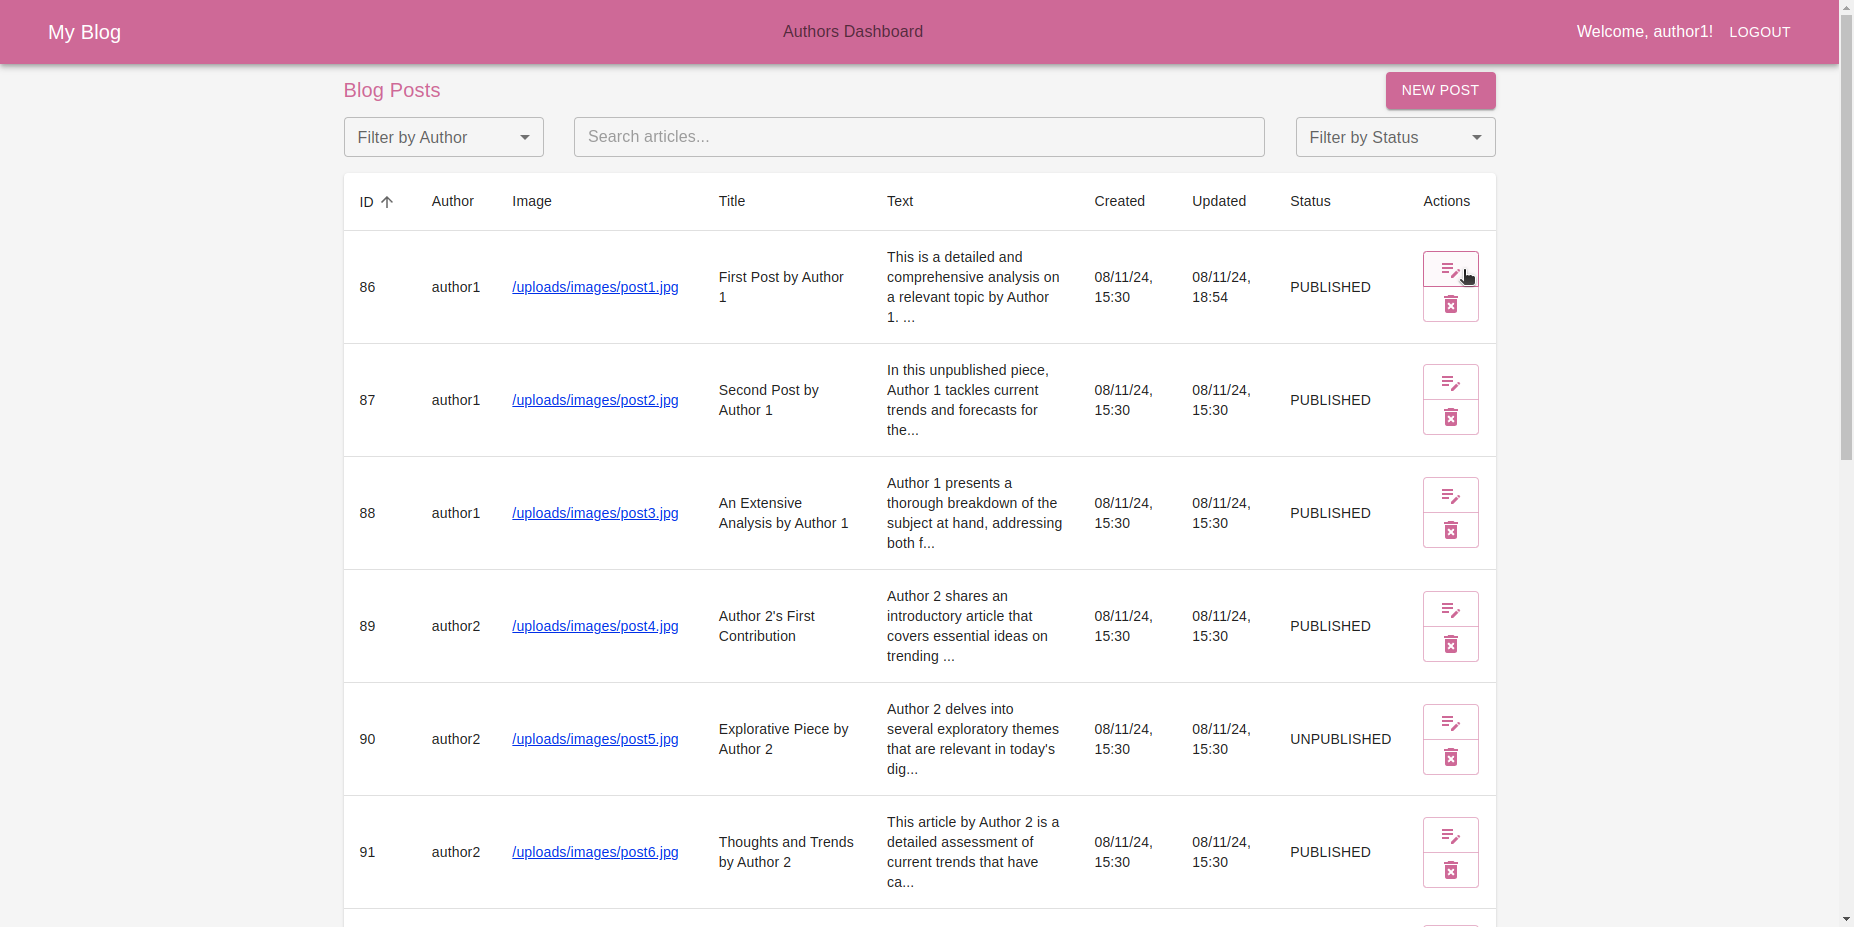 My Blog
Authors Dashboard
Welcome, author1!
LOGOUT
Blog Posts
NEW POST
Filter by Author
Search articles...
Filter by Status
ID
Author
Image
Title
Text
Created
Updated
Status
Actions
86
author1
/uploads/images/post1.jpg
First Post by Author
1
This is a detailed and
comprehensive analysis on
a relevant topic by Author
1. ...
08/11/24,
15:30
08/11/24,
18:54
PUBLISHED
87
author1
/uploads/images/post2.jpg
Second Post by
Author 1
In this unpublished piece,
Author 1 tackles current
trends and forecasts for
the...
08/11/24,
15:30
08/11/24,
15:30
PUBLISHED
88
author1
/uploads/images/post3.jpg
An Extensive
Analysis by Author 1
Author 1 presents a
thorough breakdown of the
subject at hand, addressing
both f...
08/11/24,
15:30
08/11/24,
15:30
PUBLISHED
89
author2
/uploads/images/post4.jpg
Author 2's First
Contribution
Author 2 shares an
introductory article that
covers essential ideas on
trending ...
08/11/24,
15:30
08/11/24,
15:30
PUBLISHED
90
author2
/uploads/images/post5.jpg
Explorative Piece by
Author 2
Author 2 delves into
several exploratory themes
that are relevant in today's
dig...
08/11/24,
15:30
08/11/24,
15:30
UNPUBLISHED
91
author2
/uploads/images/post6.jpg
Thoughts and Trends
by Author 2
This article by Author 2 is a
detailed assessment of
current trends that have
ca...
08/11/24,
15:30
08/11/24,
15:30
PUBLISHED